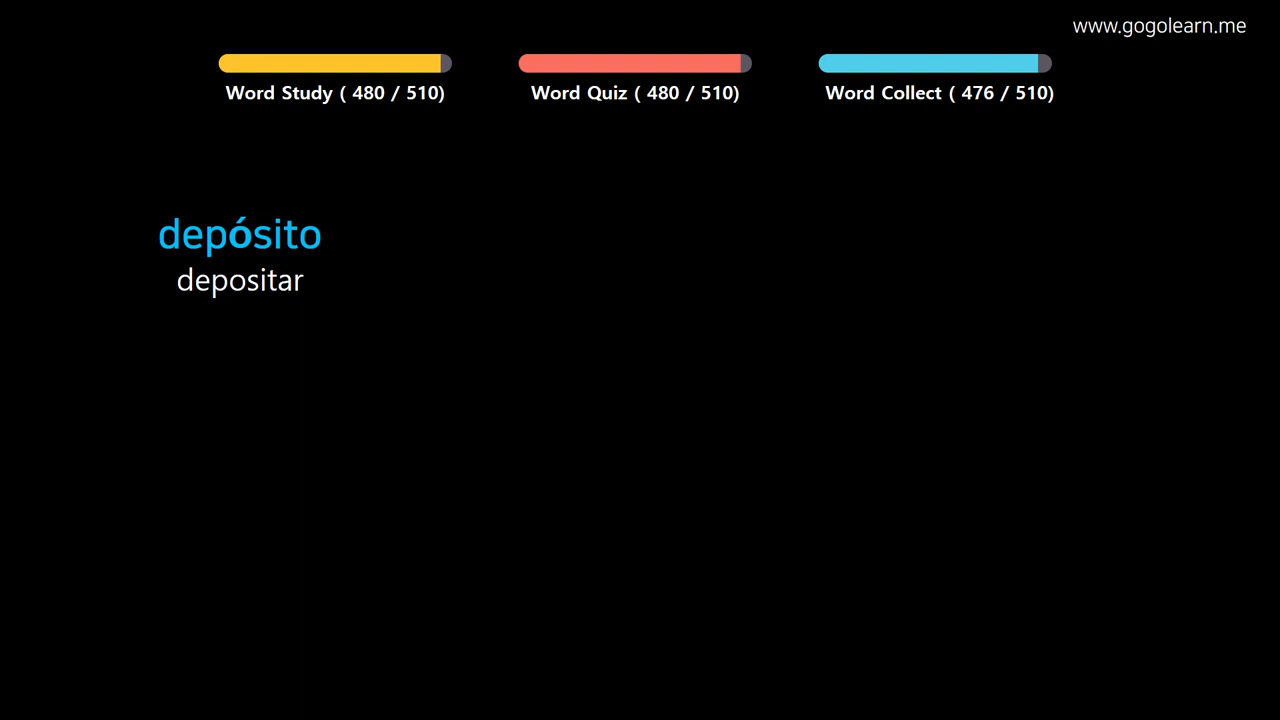 www.gogolearn.me
Word Study ( 480 / 510)
Word Quiz ( 480 / 510)
Word Collect ( 476 / 510)
depósito
depositar